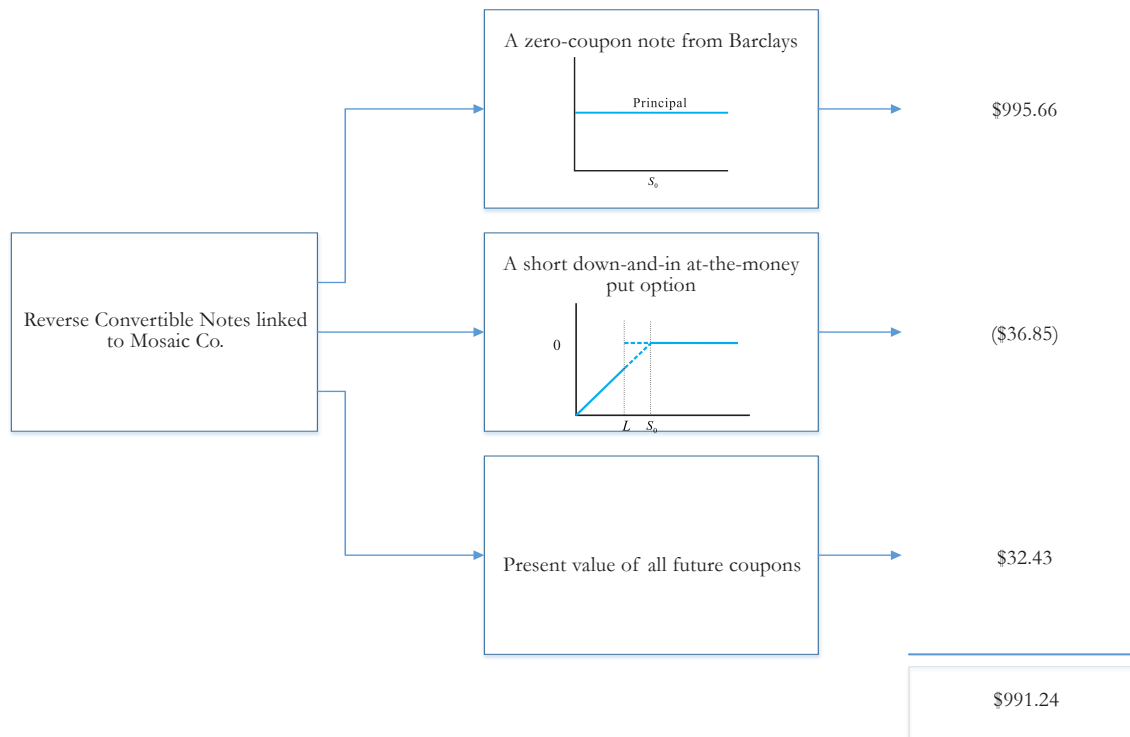 A zero-coupon note from Barclays
Principal
S₀
$995.66
Reverse Convertible Notes linked
to Mosaic Co.
A short down-and-in at-the-money
put option
0
L S₀
($36.85)
Present value of all future coupons
$32.43
$991.24